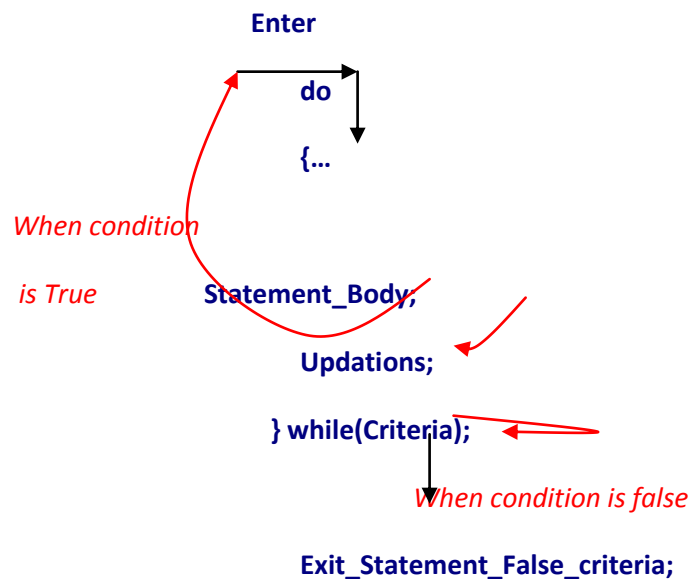 Enter
do
{...
When condition
is True
Statement_Body;
Updations;
} while(Criteria);
When condition is false
Exit_Statement_False_criteria;